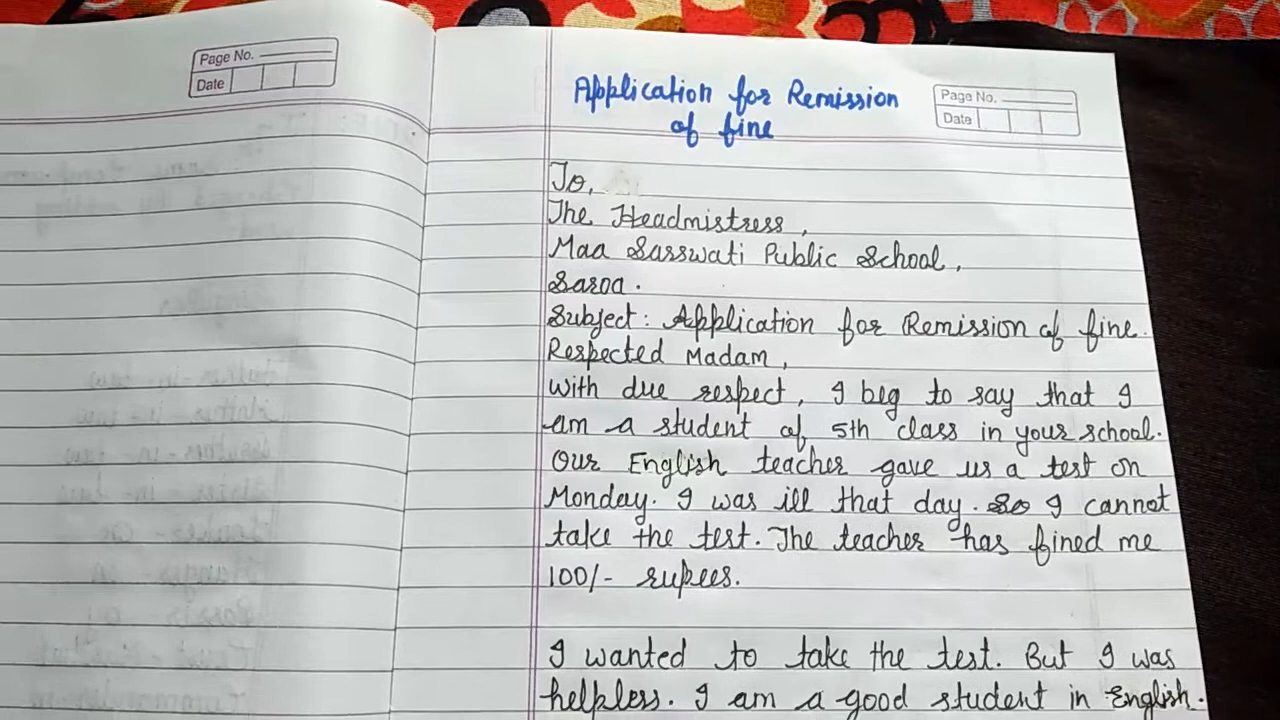 Page No.
Date
Application for Remission
of fine
Page No.
Date
To,
The Headmistress,
Maa Sasswati Public School,
Saroa.
Subject: Application for Remission of fine.
Respected Madam,
With due respect, I beg to say that I
am a student of 5th class in your school.
Our English teacher gave us a test on
Monday. I was ill that day. So I cannot
take the test. The teacher has fined me
100/- rupees.
I wanted to take the test. But I was
helpless. I am a good student in English.